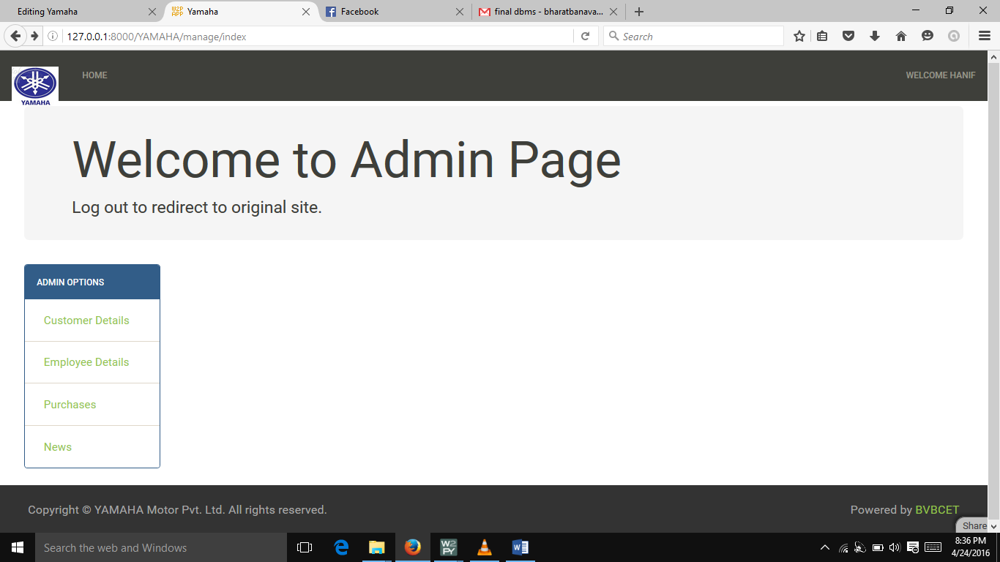 Editing Yamaha
Yamaha
Facebook
final dbms - bharatbanava...
127.0.0.1:8000/YAMAHA/manage/index
Search
YAMAHA
HOME
WELCOME HANIF
Welcome to Admin Page
Log out to redirect to original site.
ADMIN OPTIONS
Customer Details
Employee Details
Purchases
News
Copyright © YAMAHA Motor Pvt. Ltd. All rights reserved.
Powered by BVBCET
Share
Search the web and Windows
W2
PY
8:36 PM
4/24/2016